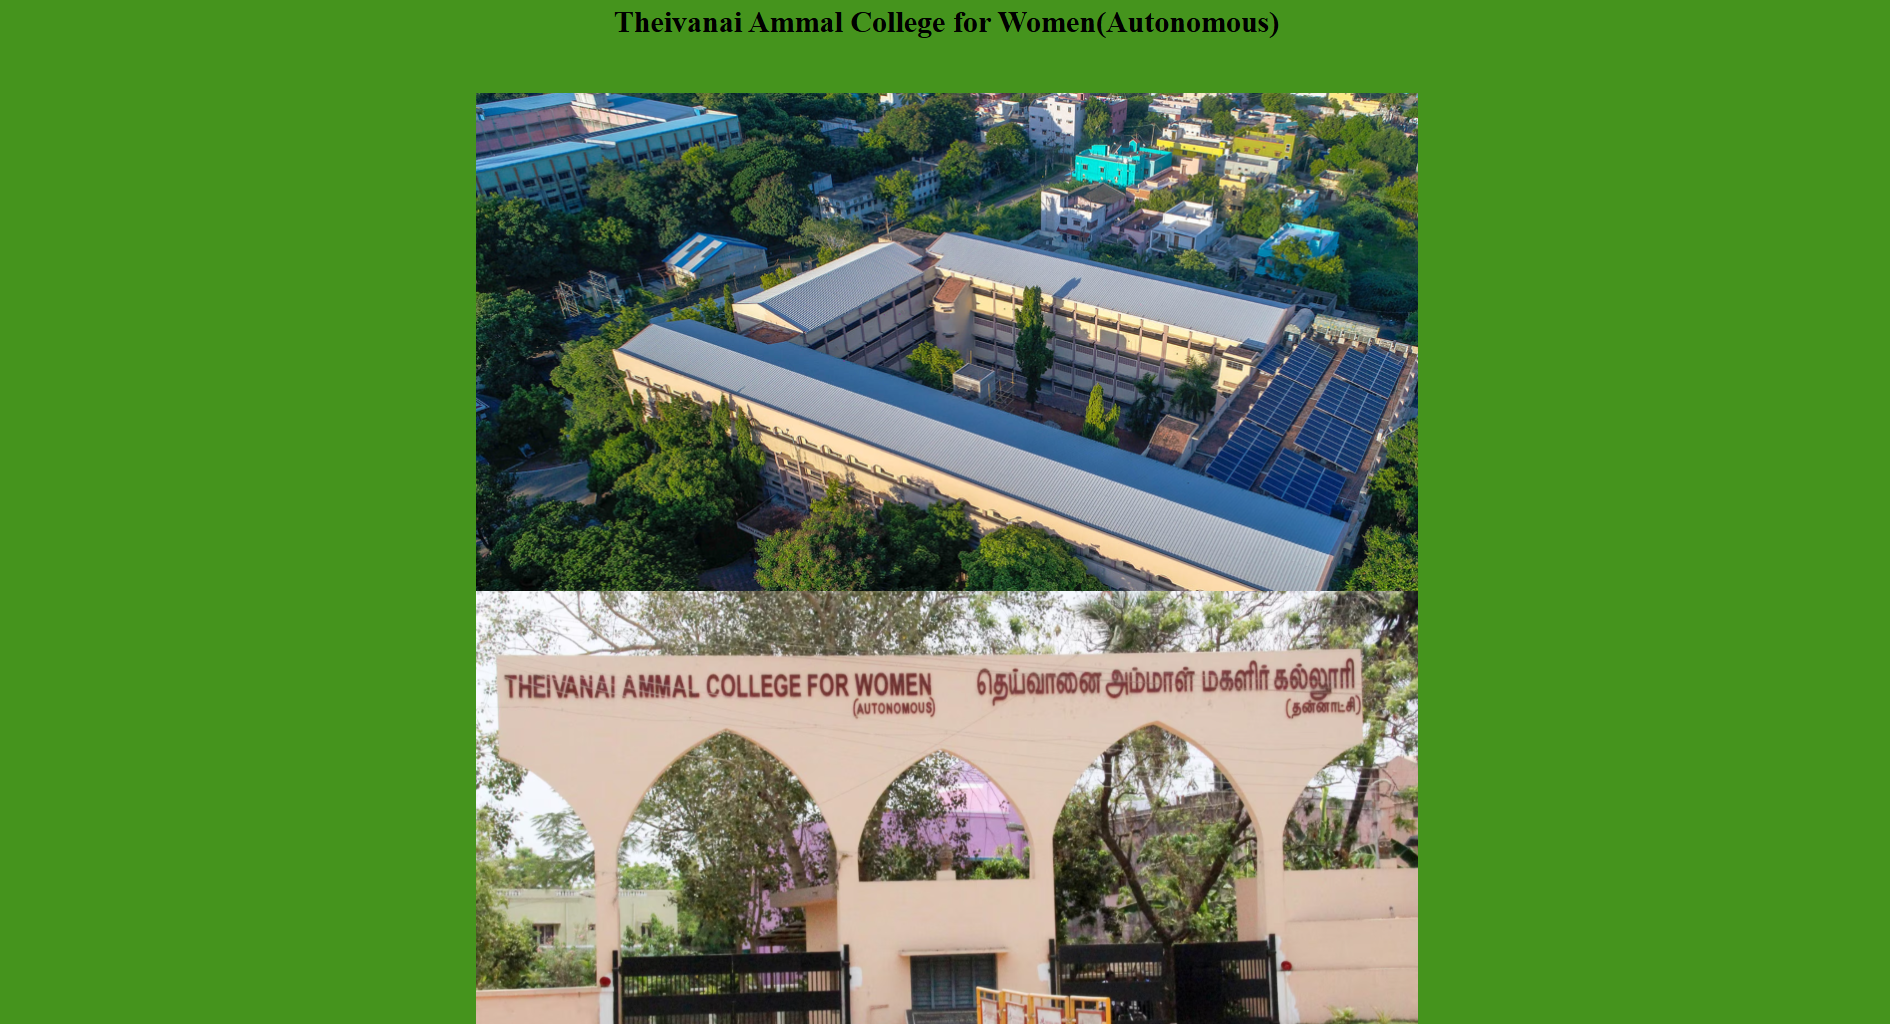 Theivanai Ammal College for Women(Autonomous)
THEIVANAI AMMAL COLLEGE FOR WOMEN
(AUTONOMOUS)
தெய்வானை அம்மாள் மகளிர் கல்லூரி
(தன்னாட்சி)